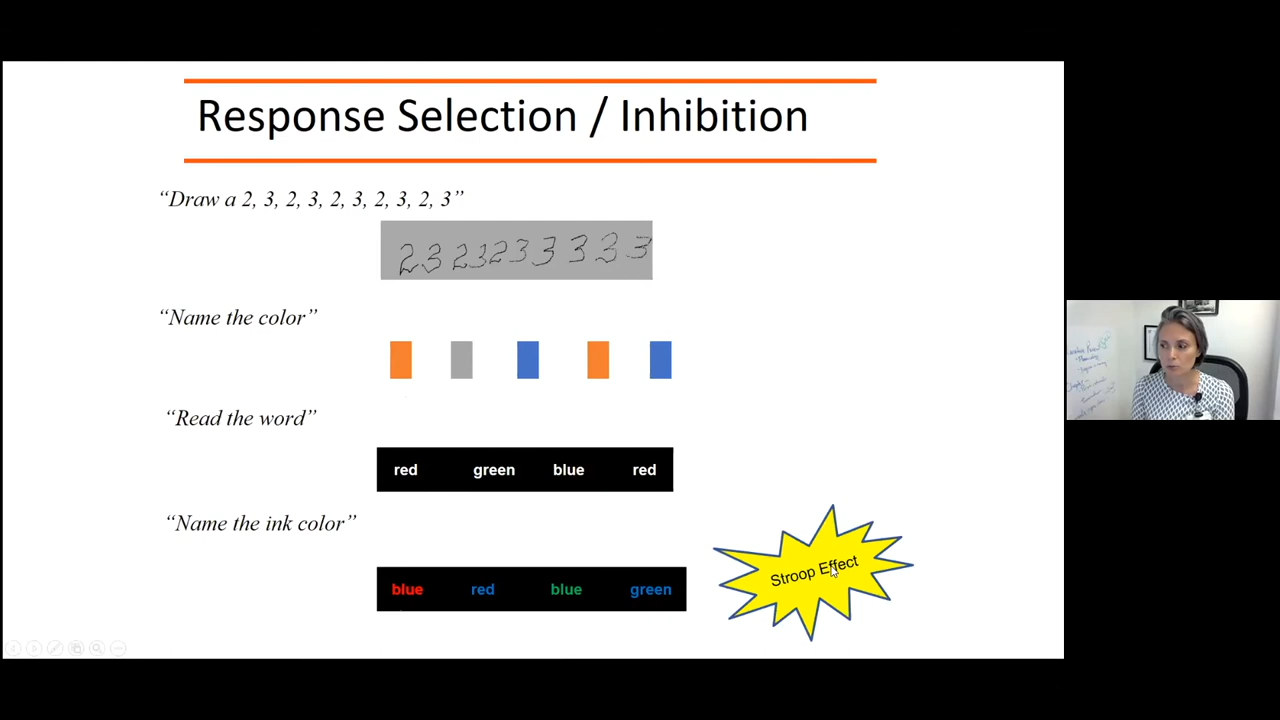 Response Selection / Inhibition
“Draw a 2, 3, 2, 3, 2, 3, 2, 3, 2, 3”
2 3 2 3 2 3 3 3 3 3
“Name the color”
“Read the word”
red green blue red
“Name the ink color”
blue red blue green
Stroop Effect